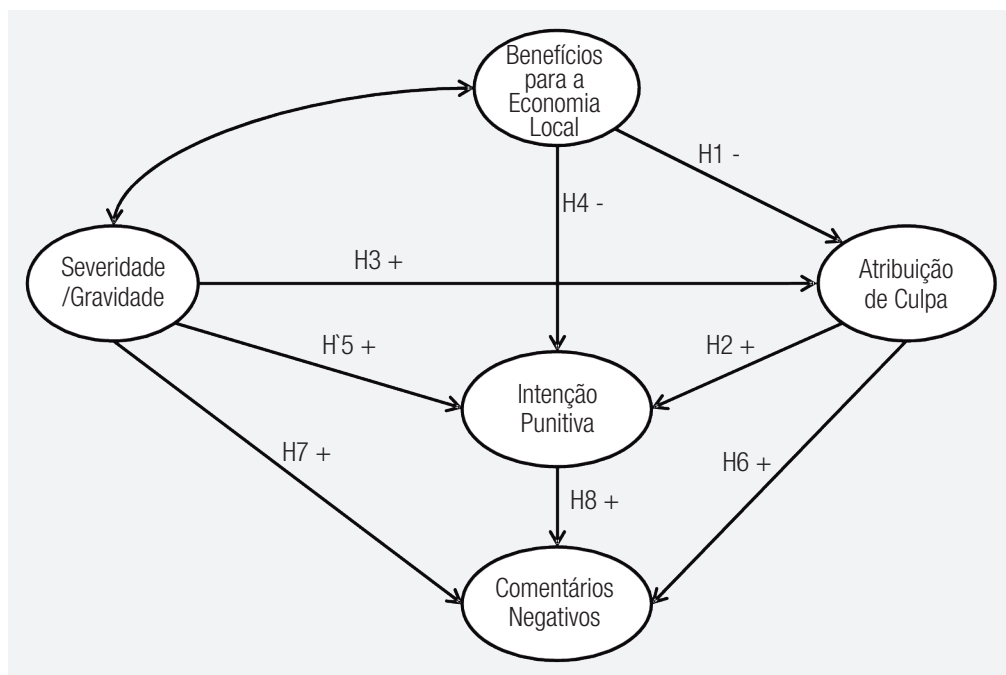 Benefícios
para a
Economia
Local
H1 -
H4 -
Severidade
/Gravidade
H3 +
Atribuição
de Culpa
H`5 +
H2 +
Intenção
Punitiva
H7 +
H6 +
H8 +
Comentários
Negativos